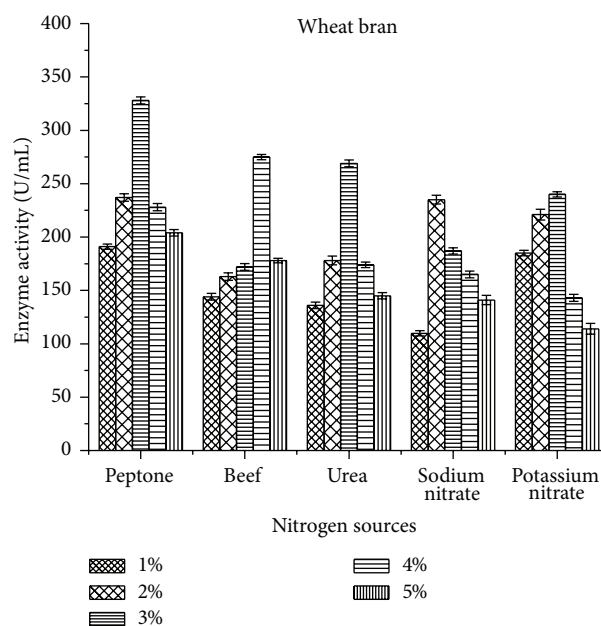 Wheat bran
400
350
300
250
200
150
100
50
0
Enzyme activity (U/mL)
Peptone
Beef
Urea
Sodium
nitrate
Potassium
nitrate
Nitrogen sources
1%
2%
3%
4%
5%